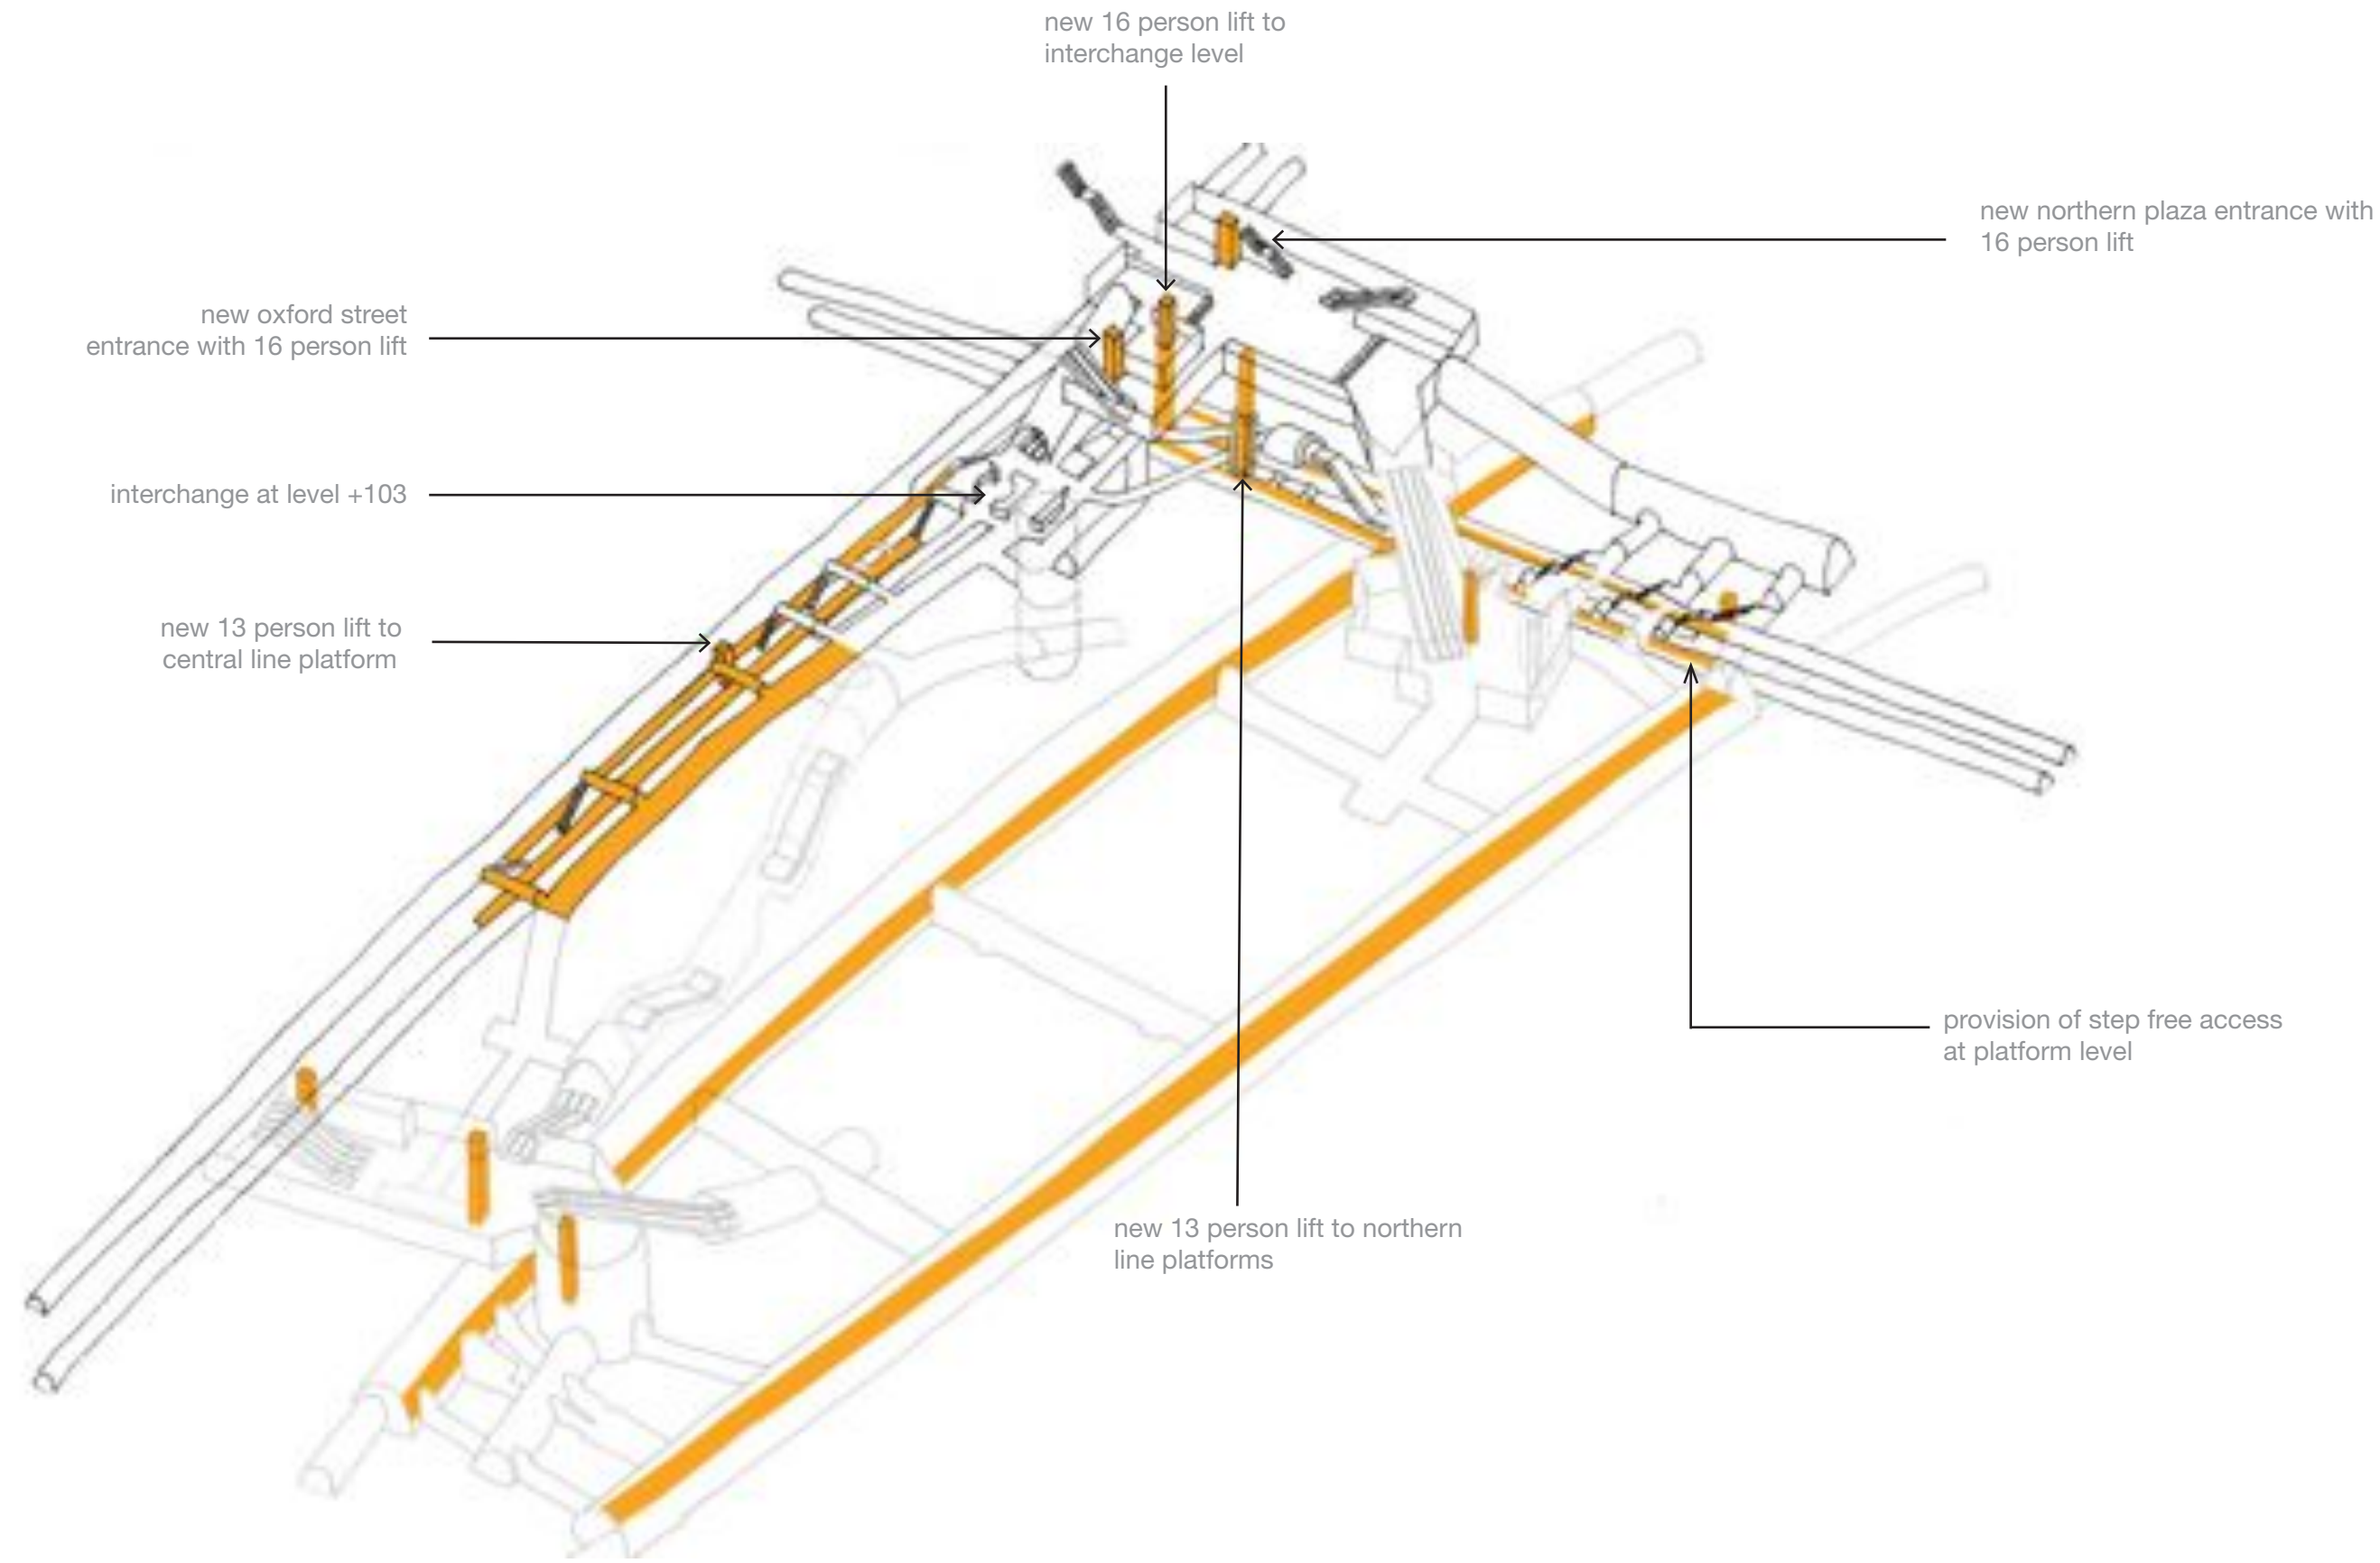 new 16 person lift to
interchange level
new northern plaza entrance with
16 person lift
new oxford street
entrance with 16 person lift
interchange at level +103
new 13 person lift to
central line platform
provision of step free access
at platform level
new 13 person lift to northern
line platforms